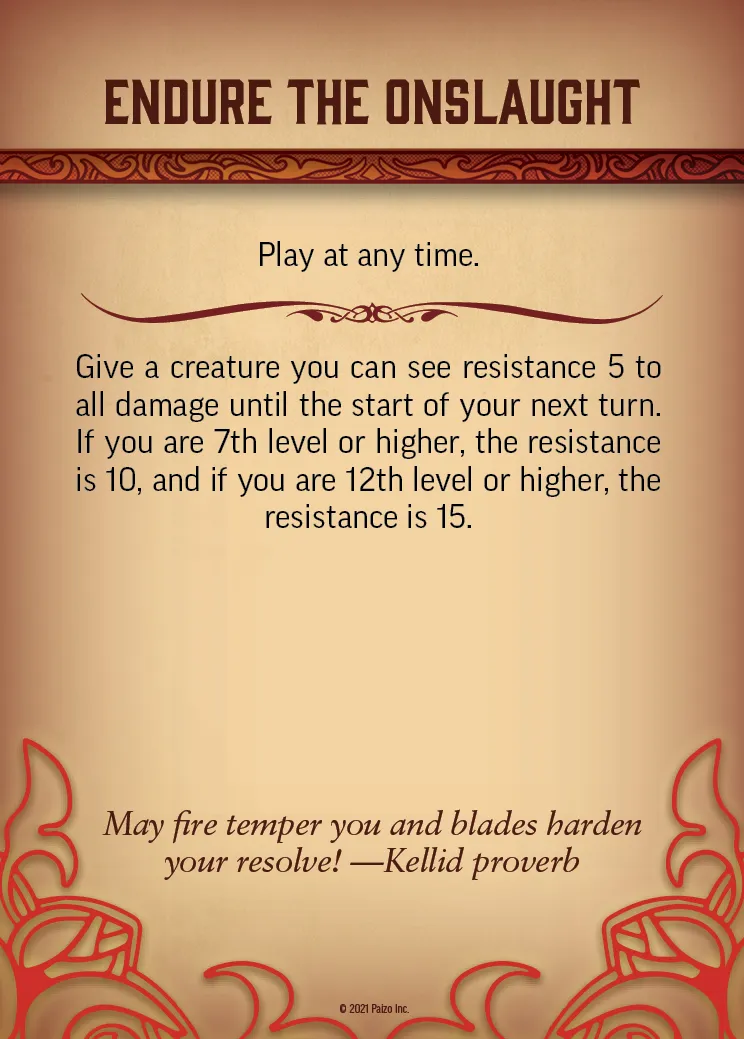 ENDURE THE ONSLAUGHT
Play at any time.
Give a creature you can see resistance 5 to
all damage until the start of your next turn.
If you are 7th level or higher, the resistance
is 10, and if you are 12th level or higher, the
resistance is 15.
May fire temper you and blades harden
your resolve! —Kellid proverb
© 2021 Paizo Inc.